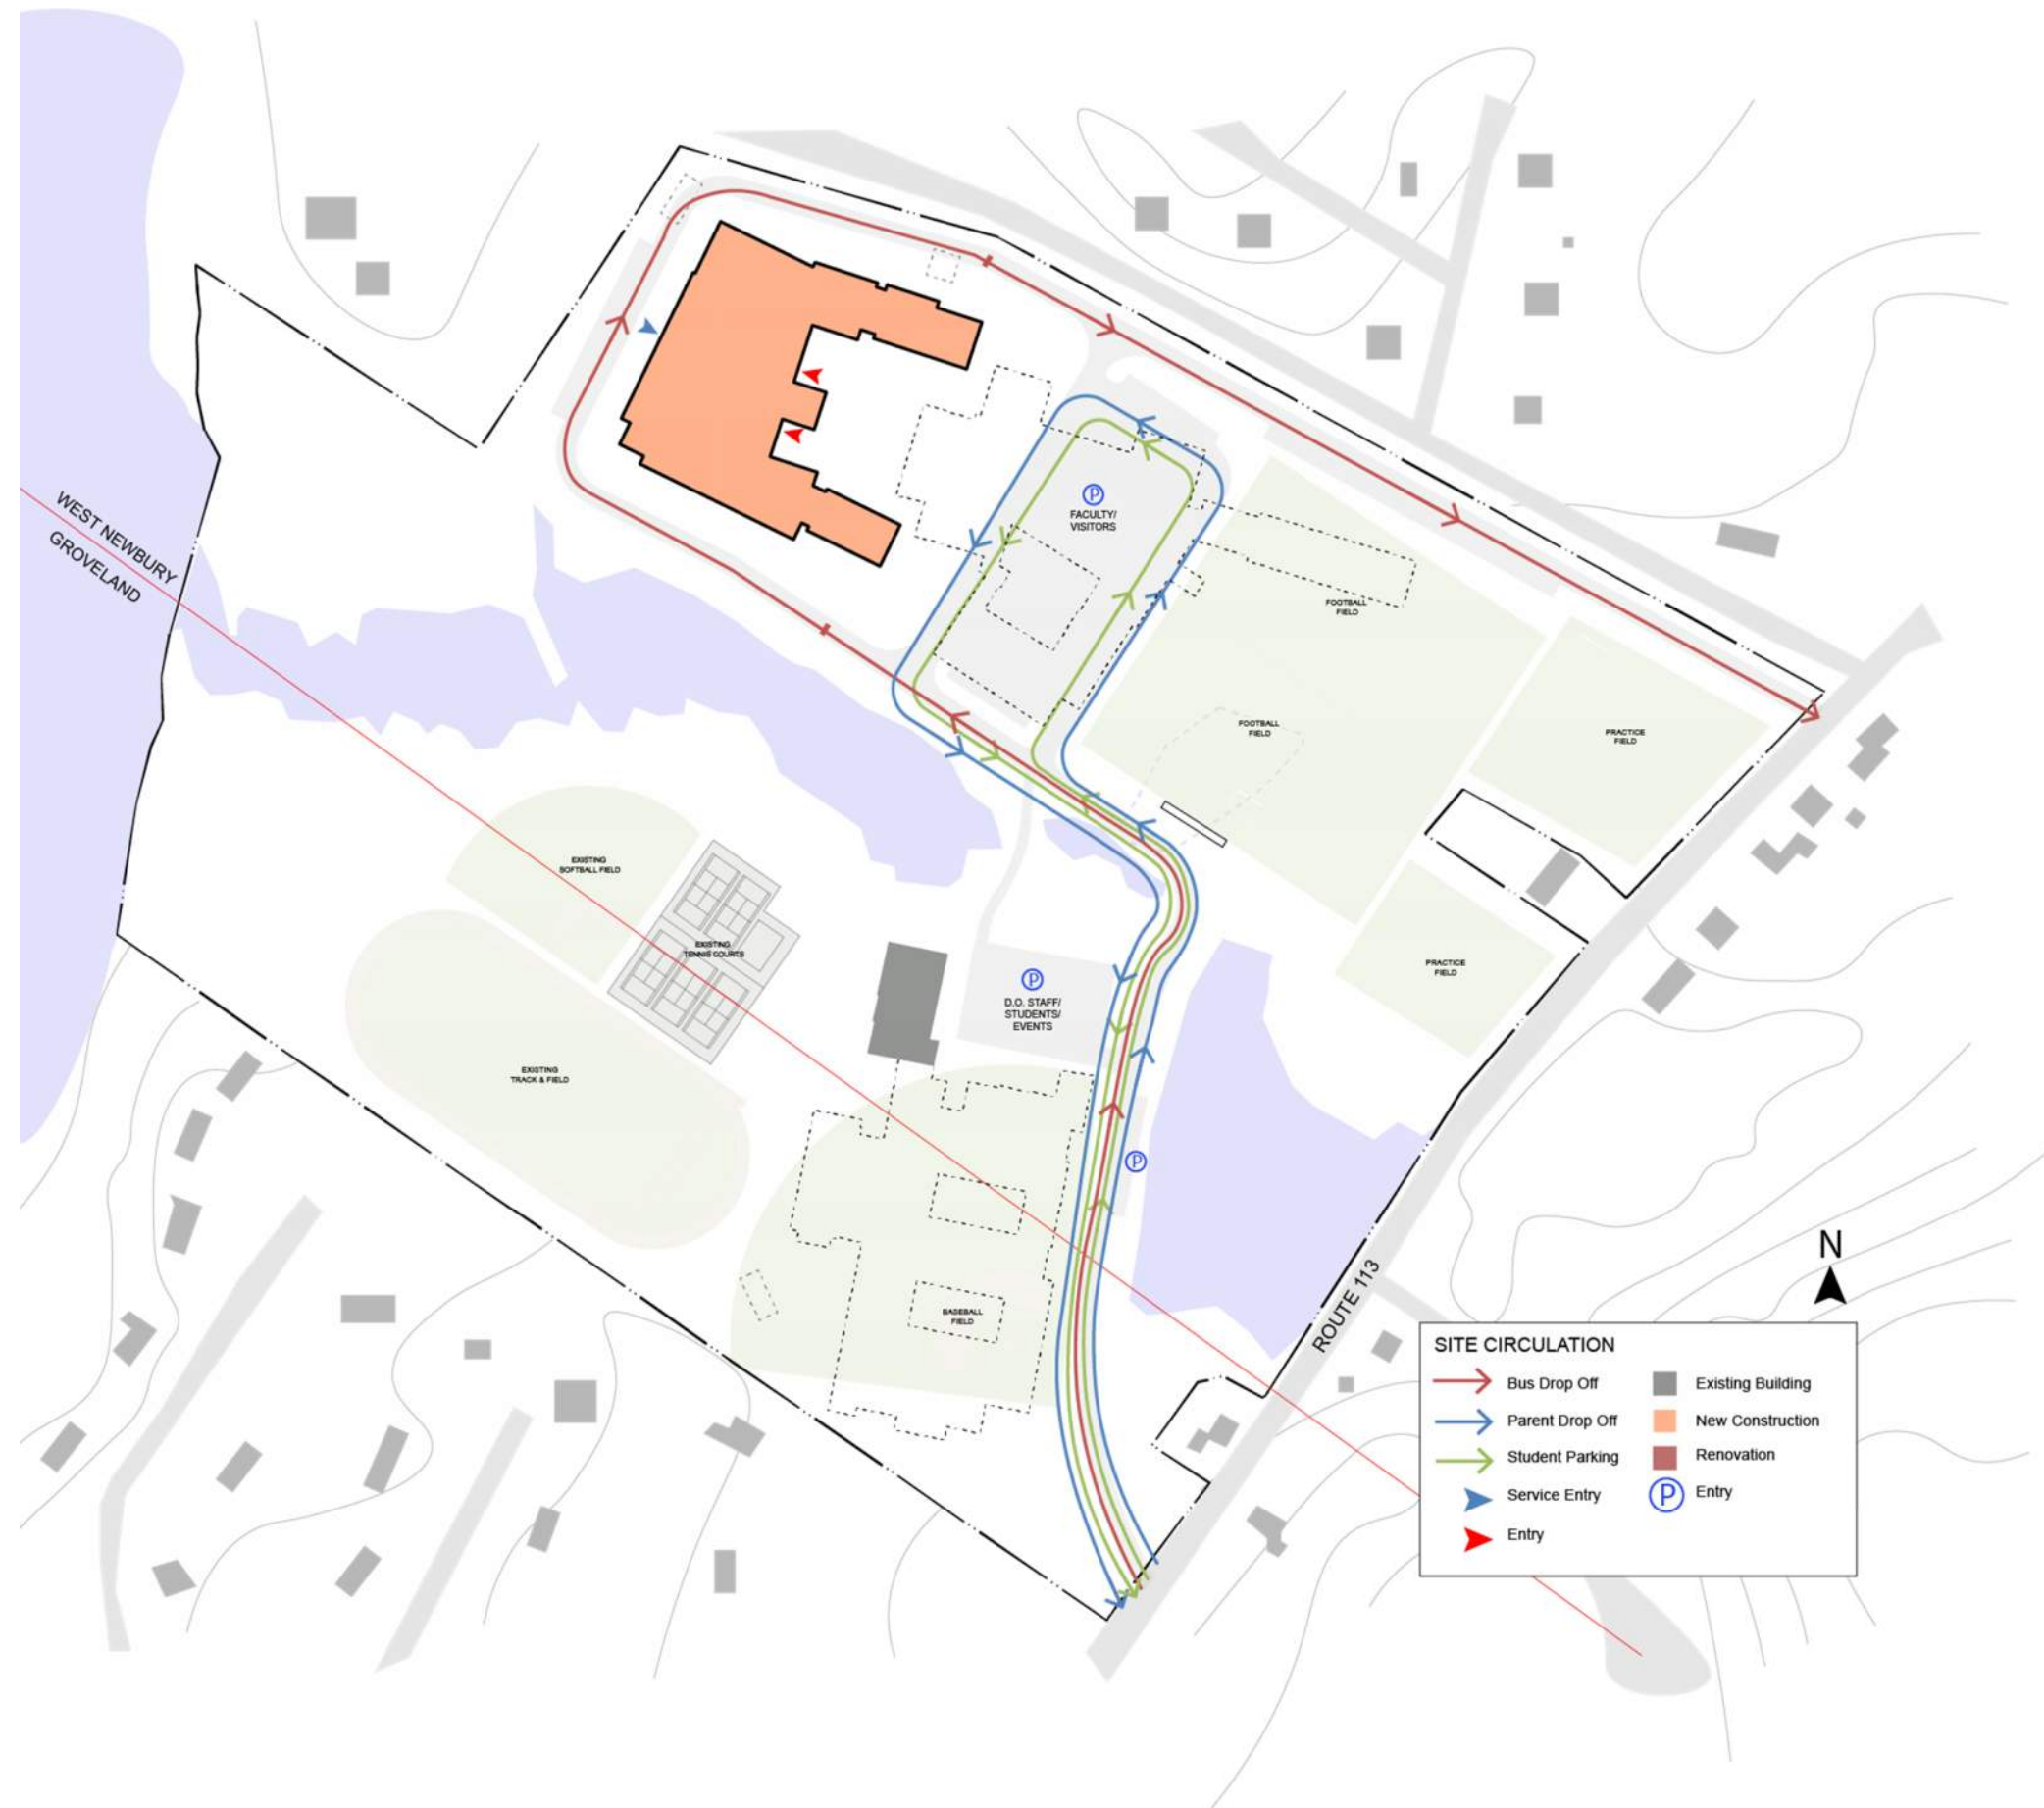 WEST NEWBURY
GROVELAND
P
FACULTY/
VISITORS
FOOTBALL
FIELD
FOOTBALL
FIELD
PRACTICE
FIELD
EXISTING
SOFTBALL FIELD
EXISTING
TENNIS COURTS
PRACTICE
FIELD
P
D.O. STAFF/
STUDENTS/
EVENTS
EXISTING
TRACK & FIELD
P
BASEBALL
FIELD
ROUTE 113
N
SITE CIRCULATION
Bus Drop Off
Parent Drop Off
Student Parking
Service Entry
Entry
Existing Building
New Construction
Renovation
P Entry